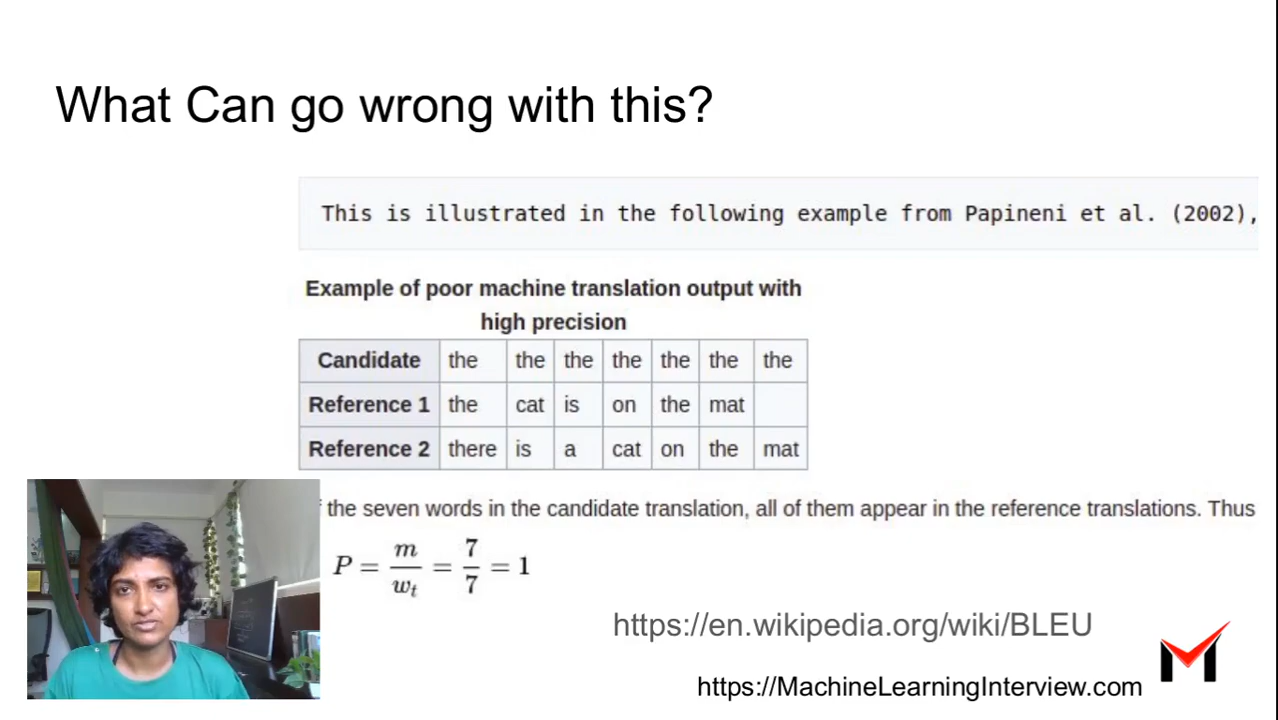 What Can go wrong with this?
This is illustrated in the following example from Papineni et al. (2002),
Example of poor machine translation output with
high precision
Candidate the the the the the the the
Reference 1 the cat is on the mat
Reference 2 there is a cat on the mat
the seven words in the candidate translation, all of them appear in the reference translations. Thus
P = m/wt = 7/7 = 1
https://en.wikipedia.org/wiki/BLEU
https://MachineLearningInterview.com